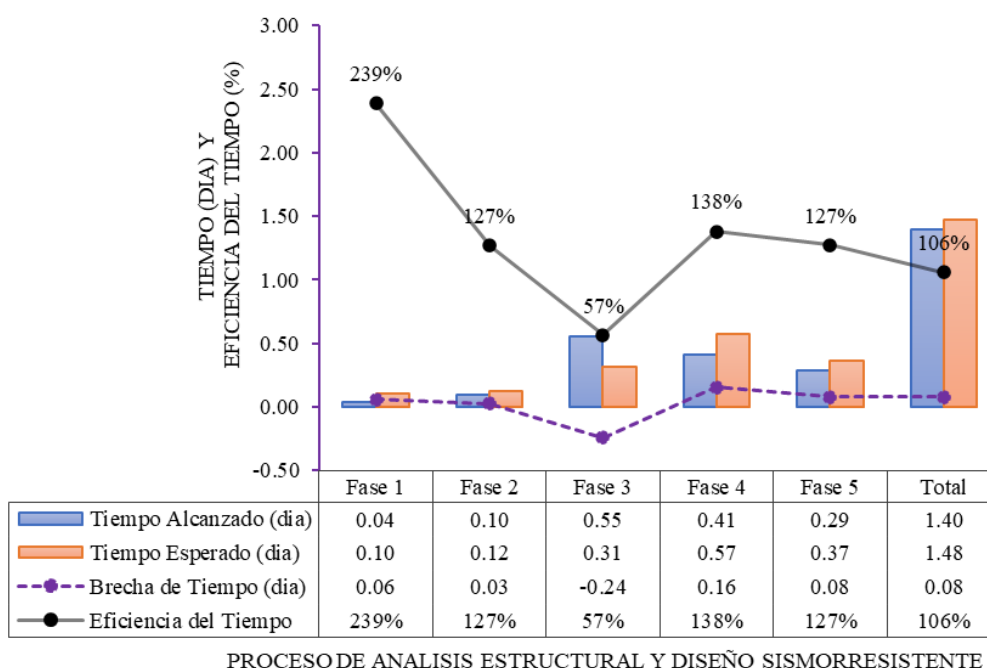 TIEMPO (DIA) Y
EFICIENCIA DEL TIEMPO (%)
3.00
2.50
2.00
1.50
1.00
0.50
0.00
-0.50
239%
127%
57%
138%
127%
106%
Fase 1 Fase 2 Fase 3 Fase 4 Fase 5 Total
Tiempo Alcanzado (dia) 0.04 0.10 0.55 0.41 0.29 1.40
Tiempo Esperado (dia) 0.10 0.12 0.31 0.57 0.37 1.48
Brecha de Tiempo (dia) 0.06 0.03 -0.24 0.16 0.08 0.08
Eficiencia del Tiempo 239% 127% 57% 138% 127% 106%
PROCESO DE ANALISIS ESTRUCTURAL Y DISEÑO SISMORRESISTENTE